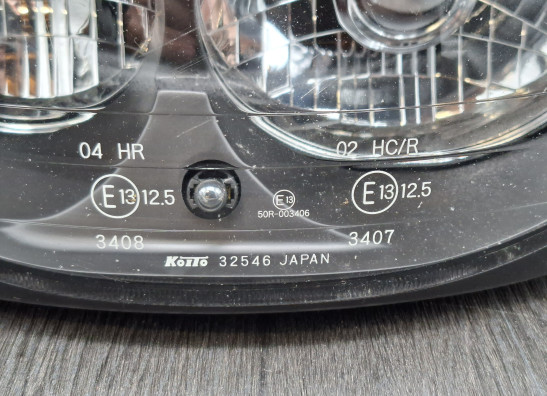 04 HR
02 HC/R
E13 12.5
E13
50R-003406
E13 12.5
3408
3407
KOITO 32546 JAPAN